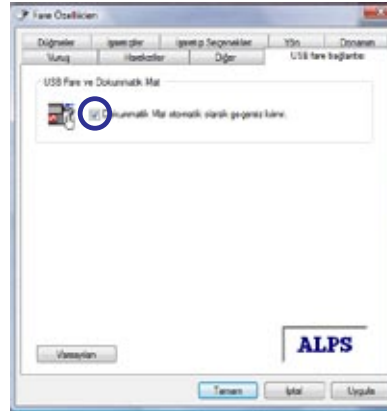 Fare Özellikleri
Düğmeler İşaretçiler İşaretçi Seçenekleri Yön Donanım
Vuruş Hareketler Diğer USB fare bağlantısı
USB Fare ve Dokunmatik Mat
Dokunmatik Mat otomatik olarak geçersiz kılınır.
Varsayılan
ALPS
Tamam İptal Uygula